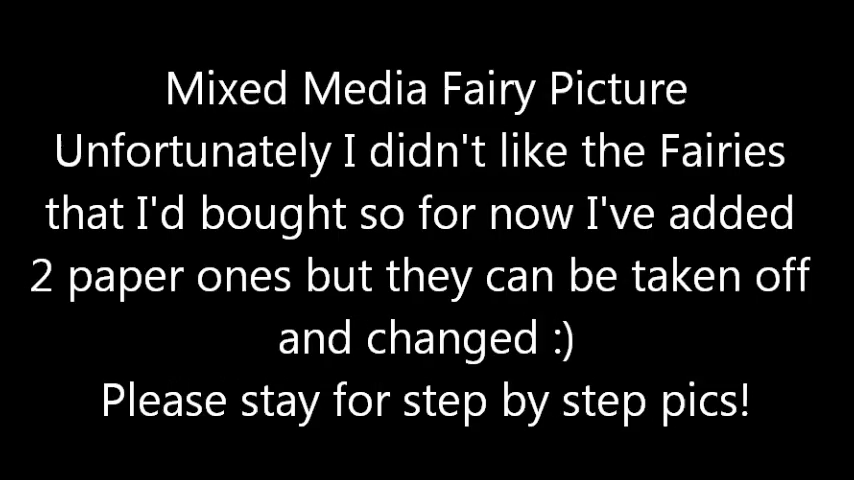 Mixed Media Fairy Picture
Unfortunately I didn't like the Fairies
that I'd bought so for now I've added
2 paper ones but they can be taken off
and changed :)
Please stay for step by step pics!